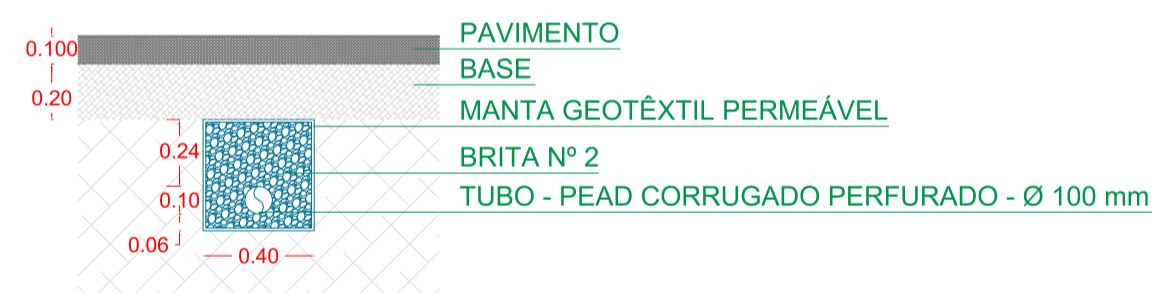 PAVIMENTO
0.100
BASE
0.20
MANTA GEOTÊXTIL PERMEÁVEL
0.24
BRITA Nº 2
0.10
TUBO - PEAD CORRUGADO PERFURADO - Ø 100 mm
0.06
0.40